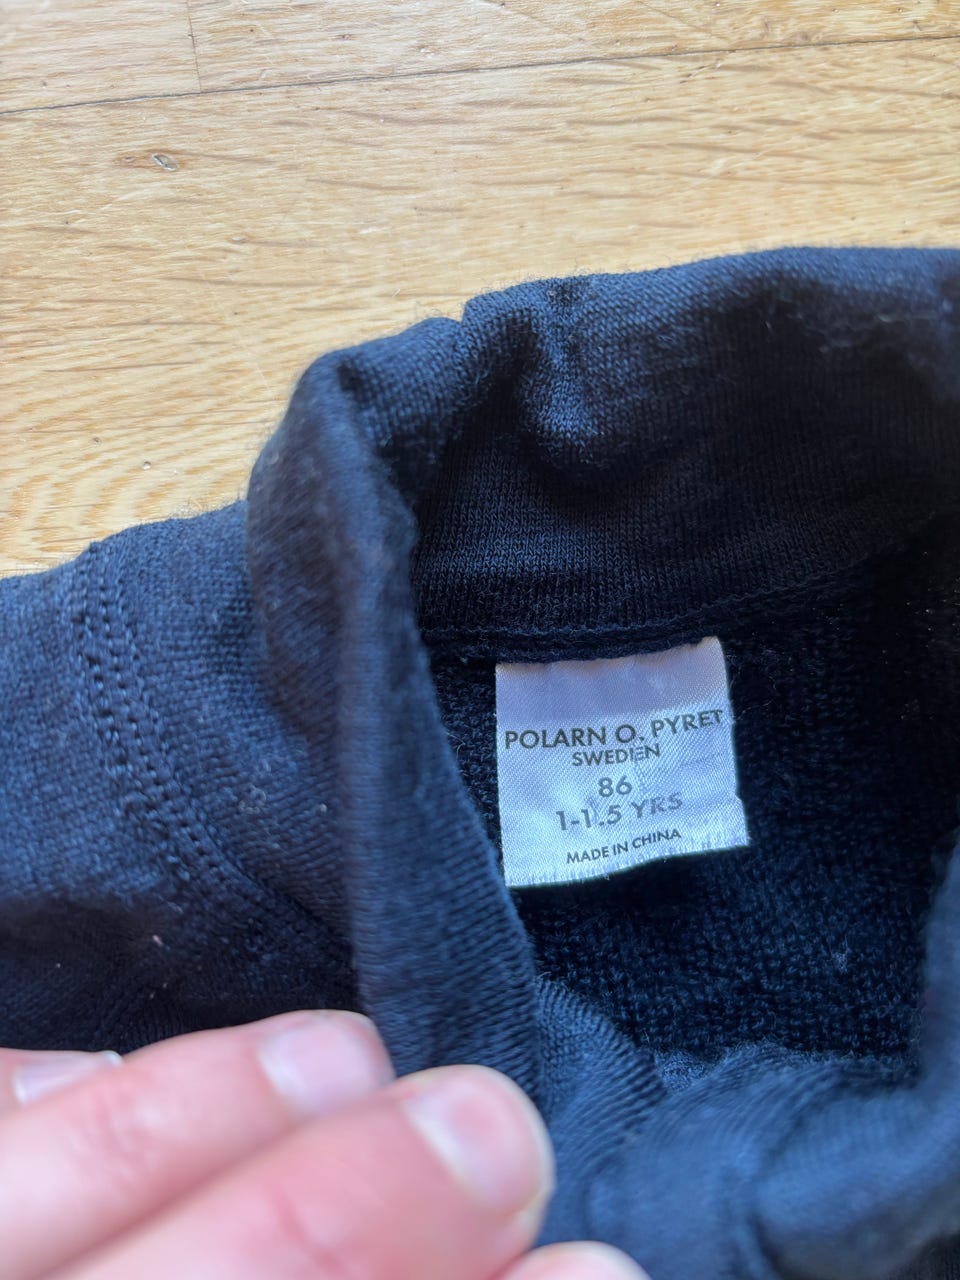 POLARN O. PYRET
SWEDEN
86
1-1.5 YRS
MADE IN CHINA